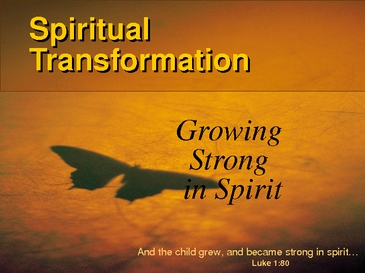 Spiritual
Transformation
Growing
Strong
in Spirit
And the child grew, and became strong in spirit…
Luke 1:80